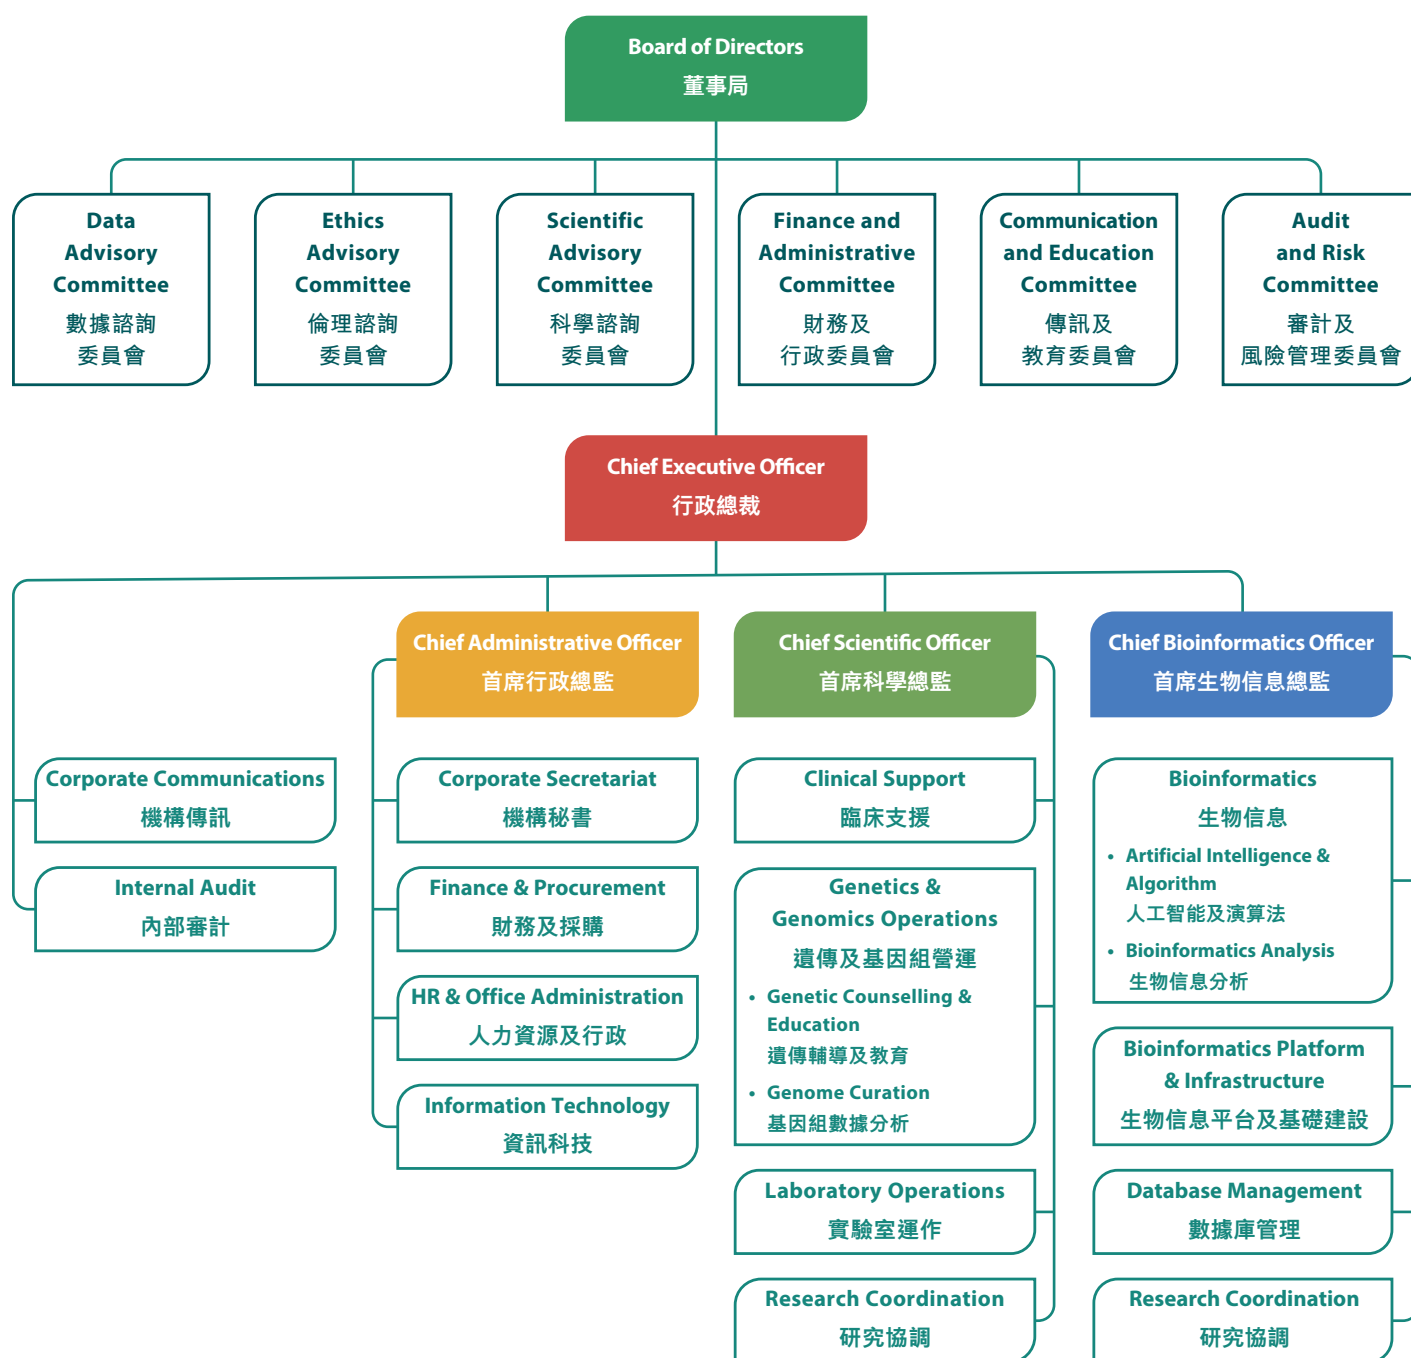 Board of Directors
董事局
Data
Advisory
Committee
數據諮詢
委員會
Ethics
Advisory
Committee
倫理諮詢
委員會
Scientific
Advisory
Committee
科學諮詢
委員會
Finance and
Administrative
Committee
財務及
行政委員會
Communication
and Education
Committee
傳訊及
教育委員會
Audit
and Risk
Committee
審計及
風險管理委員會
Chief Executive Officer
行政總裁
Corporate Communications
機構傳訊
Internal Audit
內部審計
Chief Administrative Officer
首席行政總監
Corporate Secretariat
機構秘書
Finance & Procurement
財務及採購
HR & Office Administration
人力資源及行政
Information Technology
資訊科技
Chief Scientific Officer
首席科學總監
Clinical Support
臨床支援
Genetics &
Genomics Operations
遺傳及基因組營運
• Genetic Counselling &
Education
遺傳輔導及教育
• Genome Curation
基因組數據分析
Laboratory Operations
實驗室運作
Research Coordination
研究協調
Chief Bioinformatics Officer
首席生物信息總監
Bioinformatics
生物信息
• Artificial Intelligence &
Algorithm
人工智能及演算法
• Bioinformatics Analysis
生物信息分析
Bioinformatics Platform
& Infrastructure
生物信息平台及基礎建設
Database Management
數據庫管理
Research Coordination
研究協調